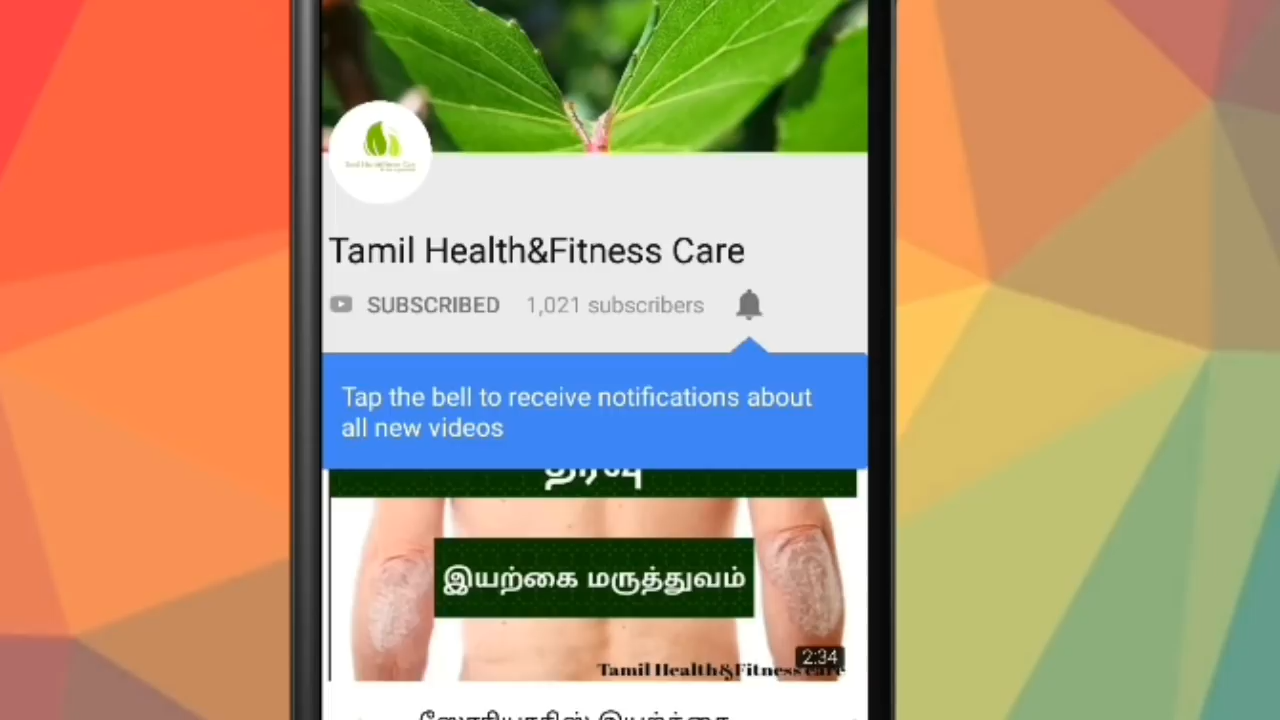 Tamil Health&Fitness Care
SUBSCRIBED 1,021 subscribers
Tap the bell to receive notifications about
all new videos
தீர்வு
இயற்கை மருத்துவம்
2:34
Tamil Health&Fitness care